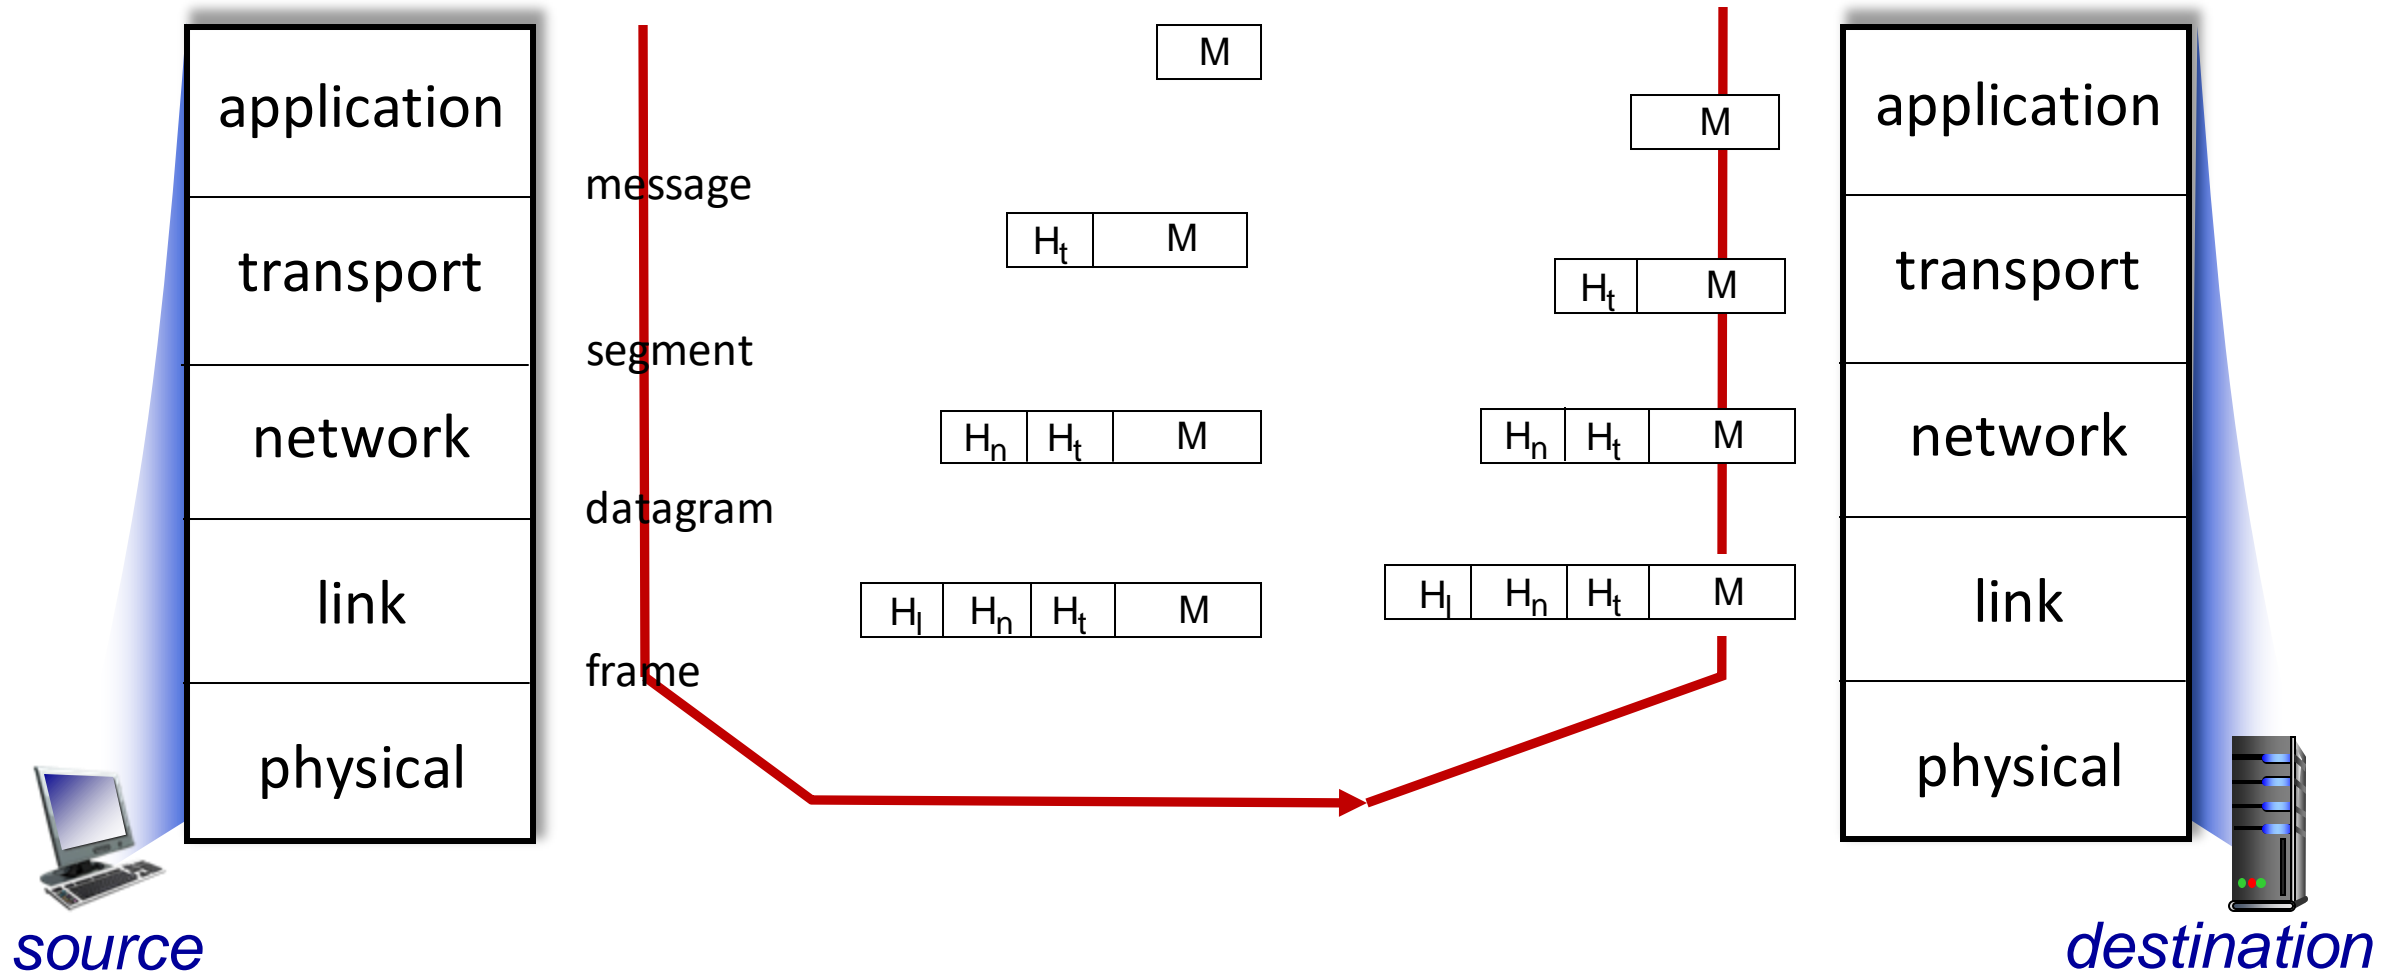 application
transport
network
link
physical
source
message
segment
datagram
frame
M
Ht M
Hn Ht M
Hl Hn Ht M
M
Ht M
Hn Ht M
Hl Hn Ht M
application
transport
network
link
physical
destination